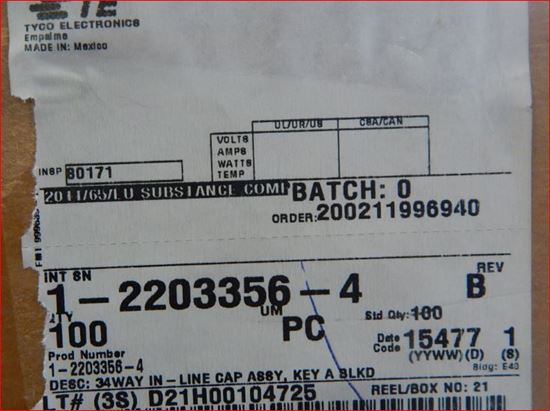 TYCO ELECTRONICS
Empalme
MADE IN: Mexico
UL/UR/US CSA/CAN
VOLTS
AMPS
WATTS
TEMP
INSP 80171
2011/65/EU SUBSTANCE COMP BATCH: 0
ORDER: 200211996940
INT SN REV
1-2203356-4 B
QTY UM Std Qty: 100
100 PC Date Code 15477 1
(YYWW) (D) (S)
Prod Number Bldg: E40
1-2203356-4
DESC: 34WAY IN-LINE CAP ASSY, KEY A BLKD
LT# (3S) D21H00104725 REEL/BOX NO: 21